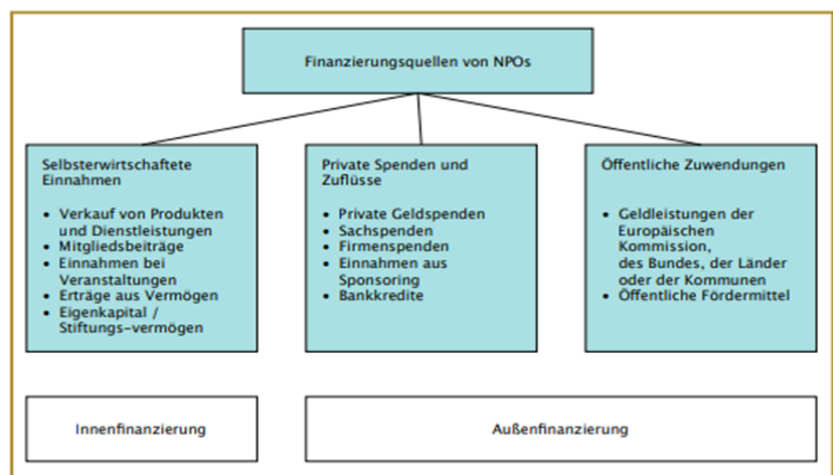 Finanzierungsquellen von NPOs
Selbsterwirtschaftete
Einnahmen
• Verkauf von Produkten
und Dienstleistungen
• Mitgliedsbeiträge
• Einnahmen bei
Veranstaltungen
• Erträge aus Vermögen
• Eigenkapital /
Stiftungs-vermögen
Private Spenden und
Zuflüsse
• Private Geldspenden
• Sachspenden
• Firmenspenden
• Einnahmen aus
Sponsoring
• Bankkredite
Öffentliche Zuwendungen
• Geldleistungen der
Europäischen
Kommission,
des Bundes, der Länder
oder der Kommunen
• Öffentliche Fördermittel
Innenfinanzierung
Außenfinanzierung